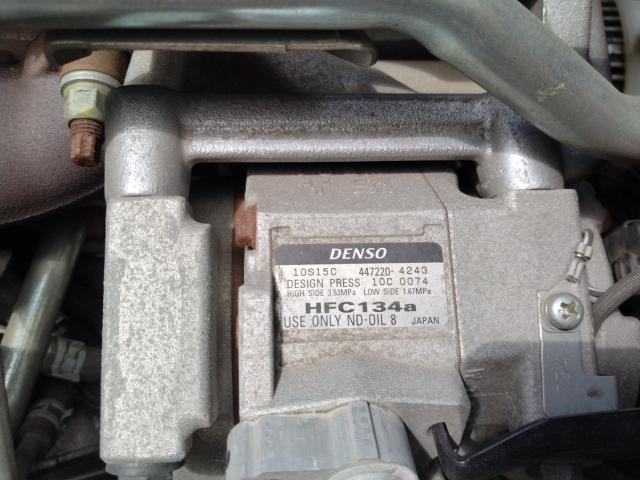 DENSO
10S15C 447220-4243
DESIGN PRESS 10C 0074
HIGH SIDE 3.53MPa LOW SIDE 1.67MPa
HFC134a
USE ONLY ND-OIL 8 JAPAN